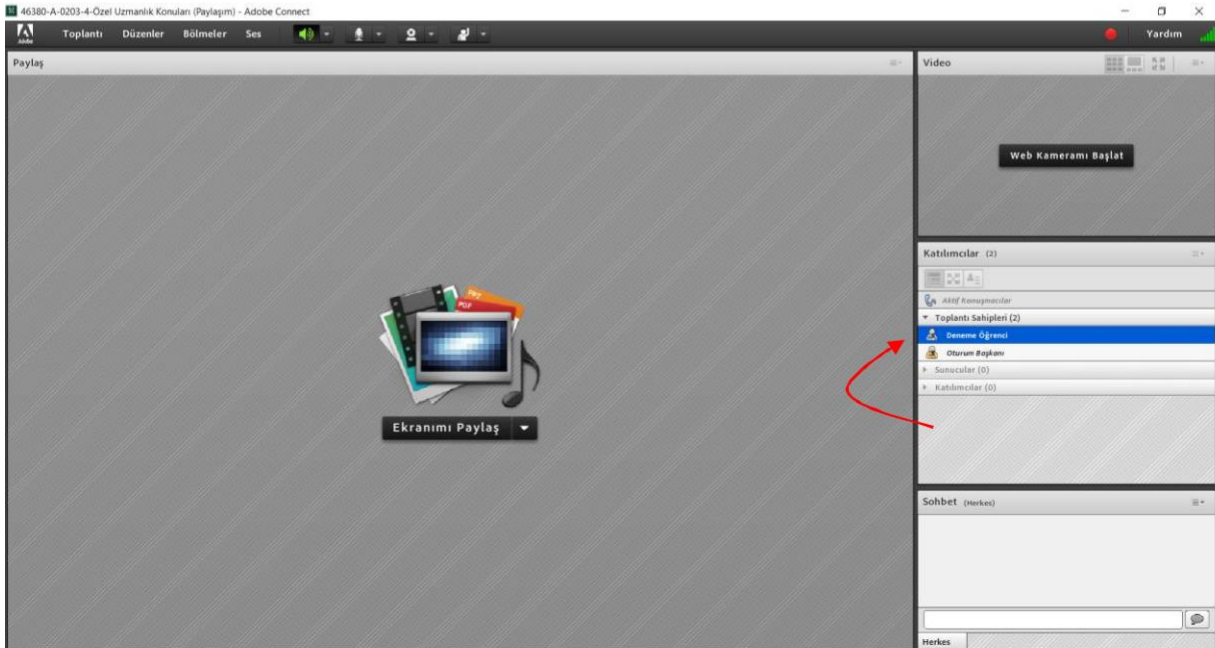 46380-A-0203-4-Özel Uzmanlık Konuları (Paylaşım) - Adobe Connect
Adobe Toplantı Düzenler Bölmeler Ses Yardım
Paylaş
Video
Web Kameramı Başlat
Katılımcılar (2)
Aktif Konuşmacılar
Toplantı Sahipleri (2)
Deneme Öğrenci
Oturum Başkanı
Sunucular (0)
Katılımcılar (0)
PPZ
PDF
Ekranımı Paylaş
Sohbet (Herkes)
Herkes